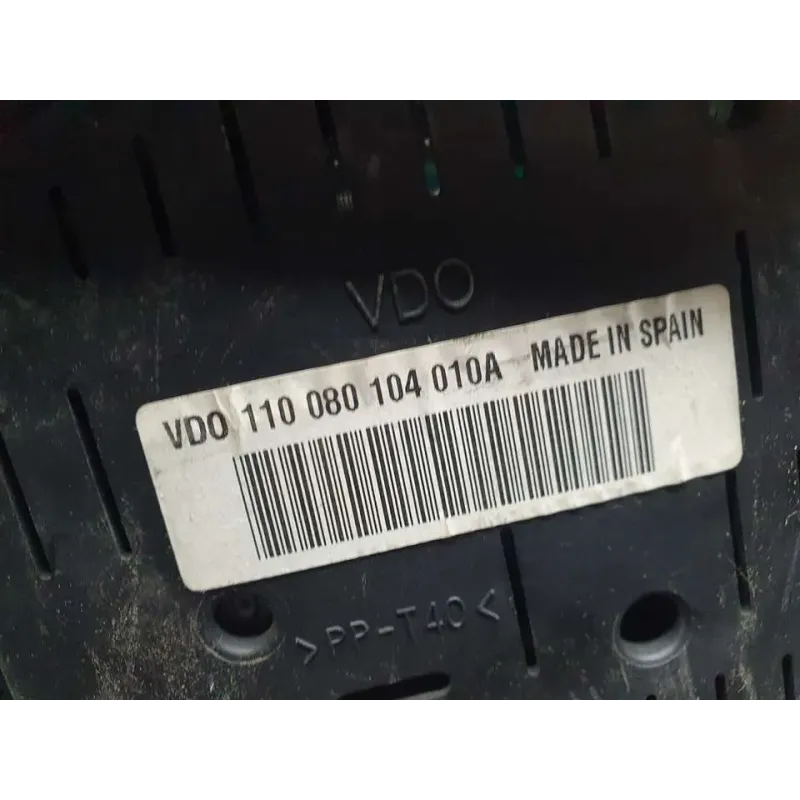 VDO
VDO 110 080 104 010A MADE IN SPAIN
>PP-T40<